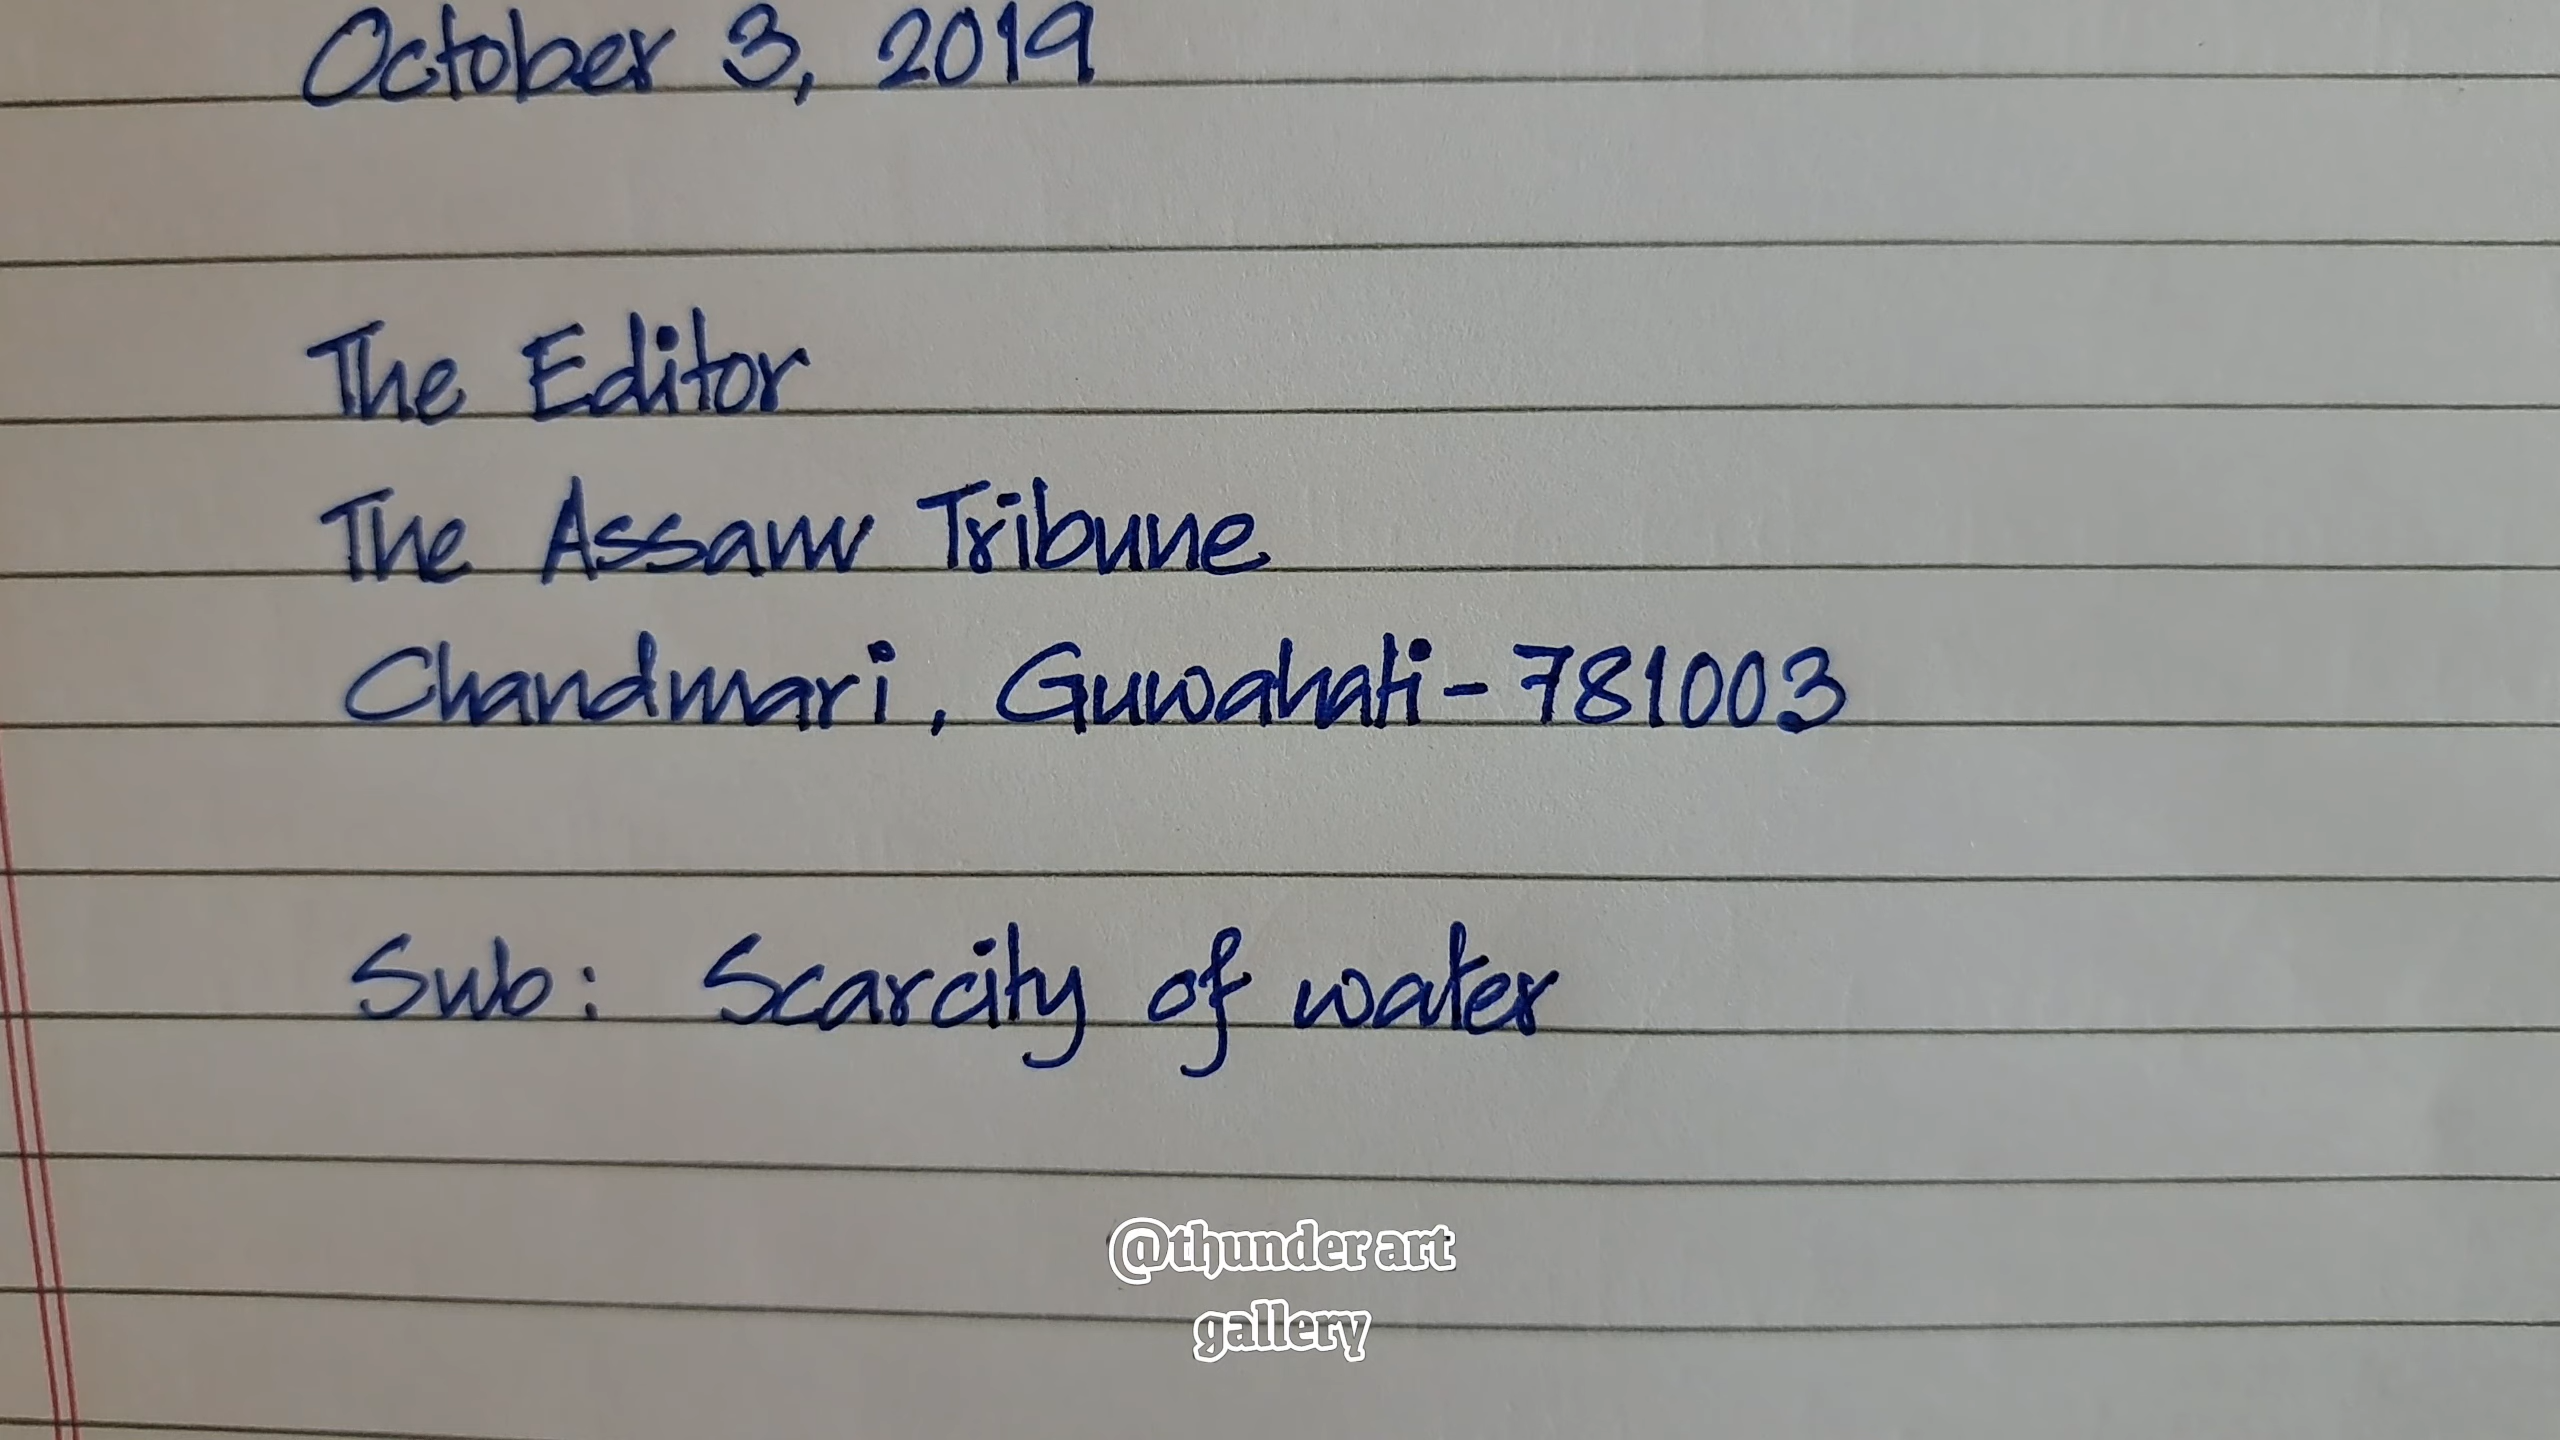 October 3, 2019
The Editor
The Assam Tribune
Chandmari, Guwahati-781003
Sub: Scarcity of water
@thunder art
gallery